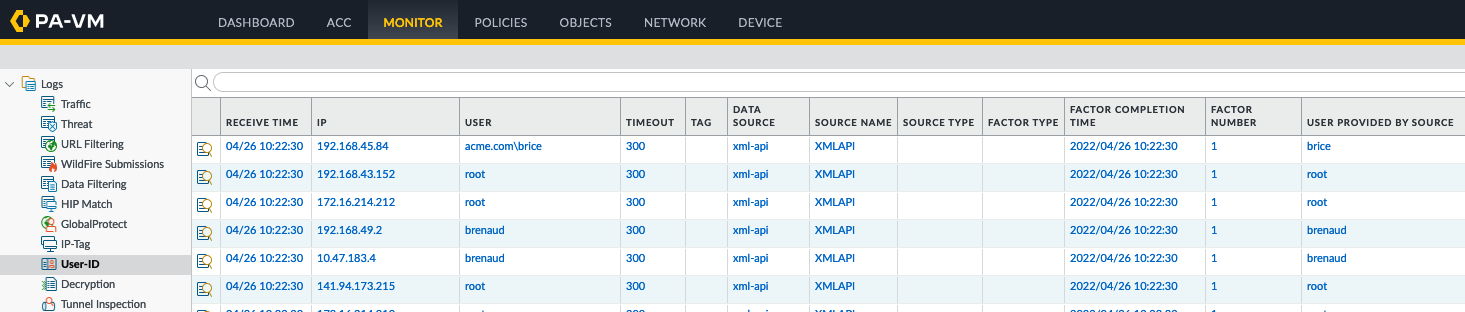 PA-VM DASHBOARD ACC MONITOR POLICIES OBJECTS NETWORK DEVICE
Logs
Traffic
Threat
URL Filtering
WildFire Submissions
Data Filtering
HIP Match
GlobalProtect
IP-Tag
User-ID
Decryption
Tunnel Inspection
RECEIVE TIME IP USER TIMEOUT TAG DATA SOURCE SOURCE NAME SOURCE TYPE FACTOR TYPE FACTOR COMPLETION TIME FACTOR NUMBER USER PROVIDED BY SOURCE
04/26 10:22:30 192.168.45.84 acme.com\brice 300 xml-api XMLAPI 2022/04/26 10:22:30 1 brice
04/26 10:22:30 192.168.43.152 root 300 xml-api XMLAPI 2022/04/26 10:22:30 1 root
04/26 10:22:30 172.16.214.212 root 300 xml-api XMLAPI 2022/04/26 10:22:30 1 root
04/26 10:22:30 192.168.49.2 brenaud 300 xml-api XMLAPI 2022/04/26 10:22:30 1 brenaud
04/26 10:22:30 10.47.183.4 brenaud 300 xml-api XMLAPI 2022/04/26 10:22:30 1 brenaud
04/26 10:22:30 141.94.173.215 root 300 xml-api XMLAPI 2022/04/26 10:22:30 1 root